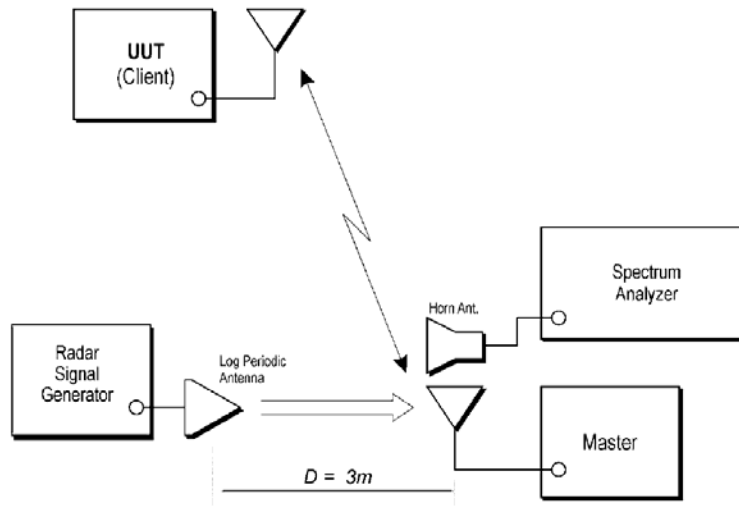 UUT
(Client)
Spectrum
Analyzer
Horn Ant.
Radar
Signal
Generator
Log Periodic
Antenna
Master
D = 3m